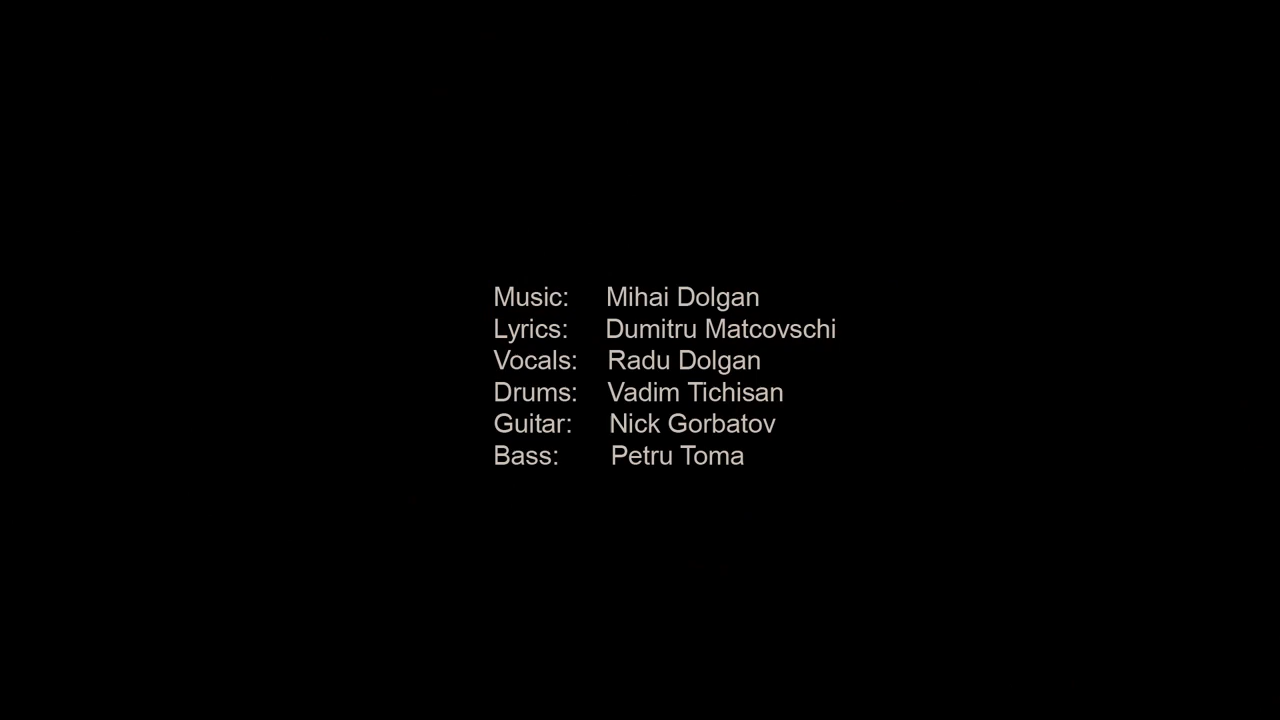 Music: Mihai Dolgan
Lyrics: Dumitru Matcovschi
Vocals: Radu Dolgan
Drums: Vadim Tichisan
Guitar: Nick Gorbatov
Bass: Petru Toma